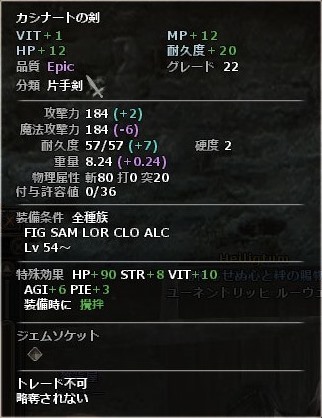 カシナートの剣
VIT+1 MP+12
HP+12 耐久度+20
品質 Epic グレード 22
分類 片手剣
攻撃力 184 (+2)
魔法攻撃力 184 (-6)
耐久度 57/57 (+7) 硬度 2
重量 8.24 (+0.24)
物理属性 斬80 打0 突20
付与許容値 0/36
装備条件 全種族
FIG SAM LOR CLO ALC
Lv 54～
特殊効果 HP+90 STR+8 VIT+10
AGI+6 PIE+3
装備時に 攪拌
ジェムソケット
トレード不可
略奪されない